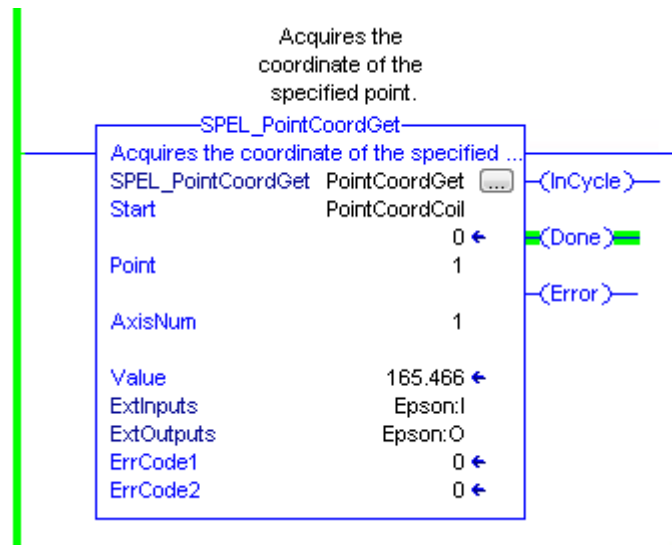 Acquires the
coordinate of the
specified point.
SPEL_PointCoordGet
Acquires the coordinate of the specified ...
SPEL_PointCoordGet PointCoordGet ... (InCycle)
Start PointCoordCoil
0 (Done)
Point 1
(Error)
AxisNum 1
Value 165.466
ExtInputs Epson:I
ExtOutputs Epson:O
ErrCode1 0
ErrCode2 0